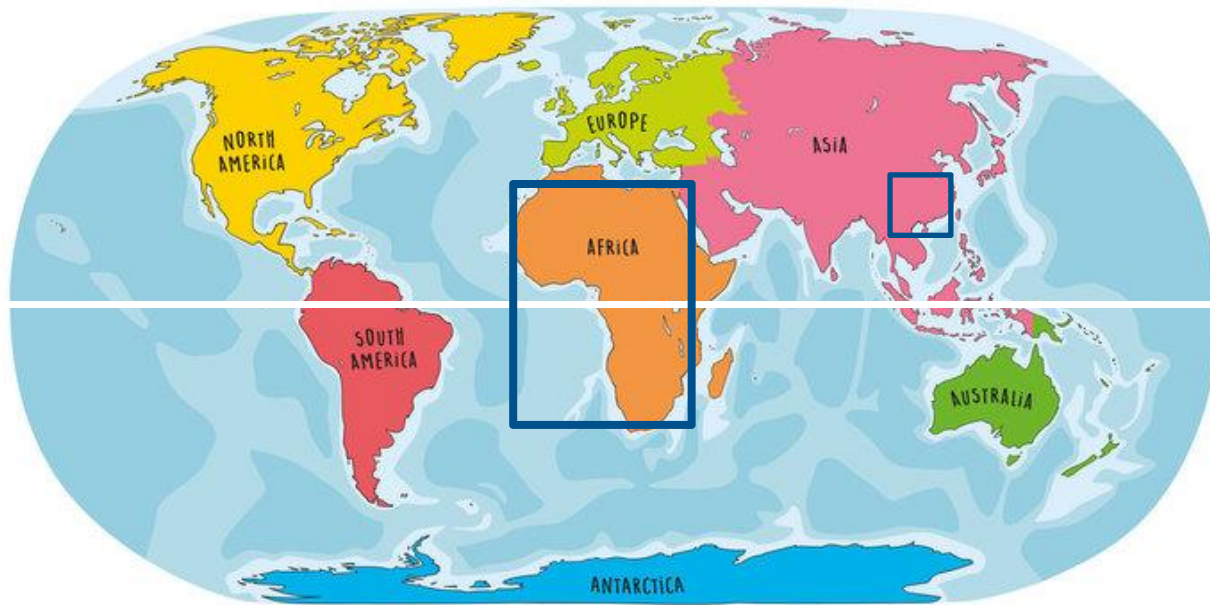 NORTH
AMERICA
EUROPE
ASiA
AFRiCA
SOUTH
AMERiCA
AUSTRALiA
ANTARCTiCA